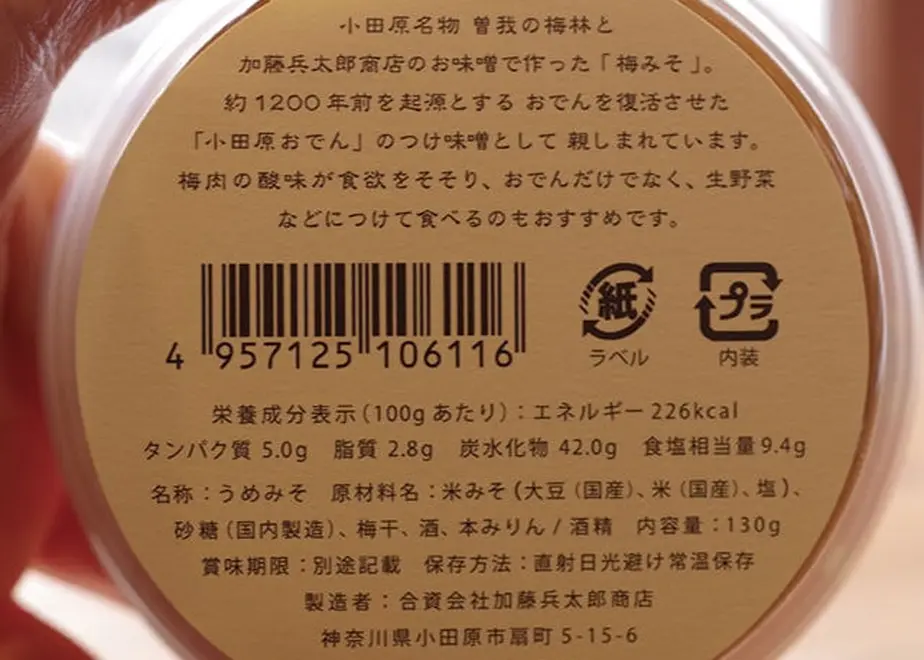 小田原名物 曽我の梅林と
加藤兵太郎商店のお味噌で作った「梅みそ」。
約1200年前を起源とする おでんを復活させた
「小田原おでん」のつけ味噌として 親しまれています。
梅肉の酸味が食欲をそそり、おでんだけでなく、生野菜
などにつけて食べるのもおすすめです。
紙 プラ
4 957125 106116 ラベル 内装
栄養成分表示(100gあたり):エネルギー226kcal
タンパク質 5.0g 脂質 2.8g 炭水化物 42.0g 食塩相当量9.4g
名称:うめみそ 原材料名:米みそ(大豆(国産)、米(国産)、塩)、
砂糖(国内製造)、梅干、酒、本みりん/酒精 内容量:130g
賞味期限:別途記載 保存方法:直射日光避け常温保存
製造者:合資会社加藤兵太郎商店
神奈川県小田原市扇町 5-15-6